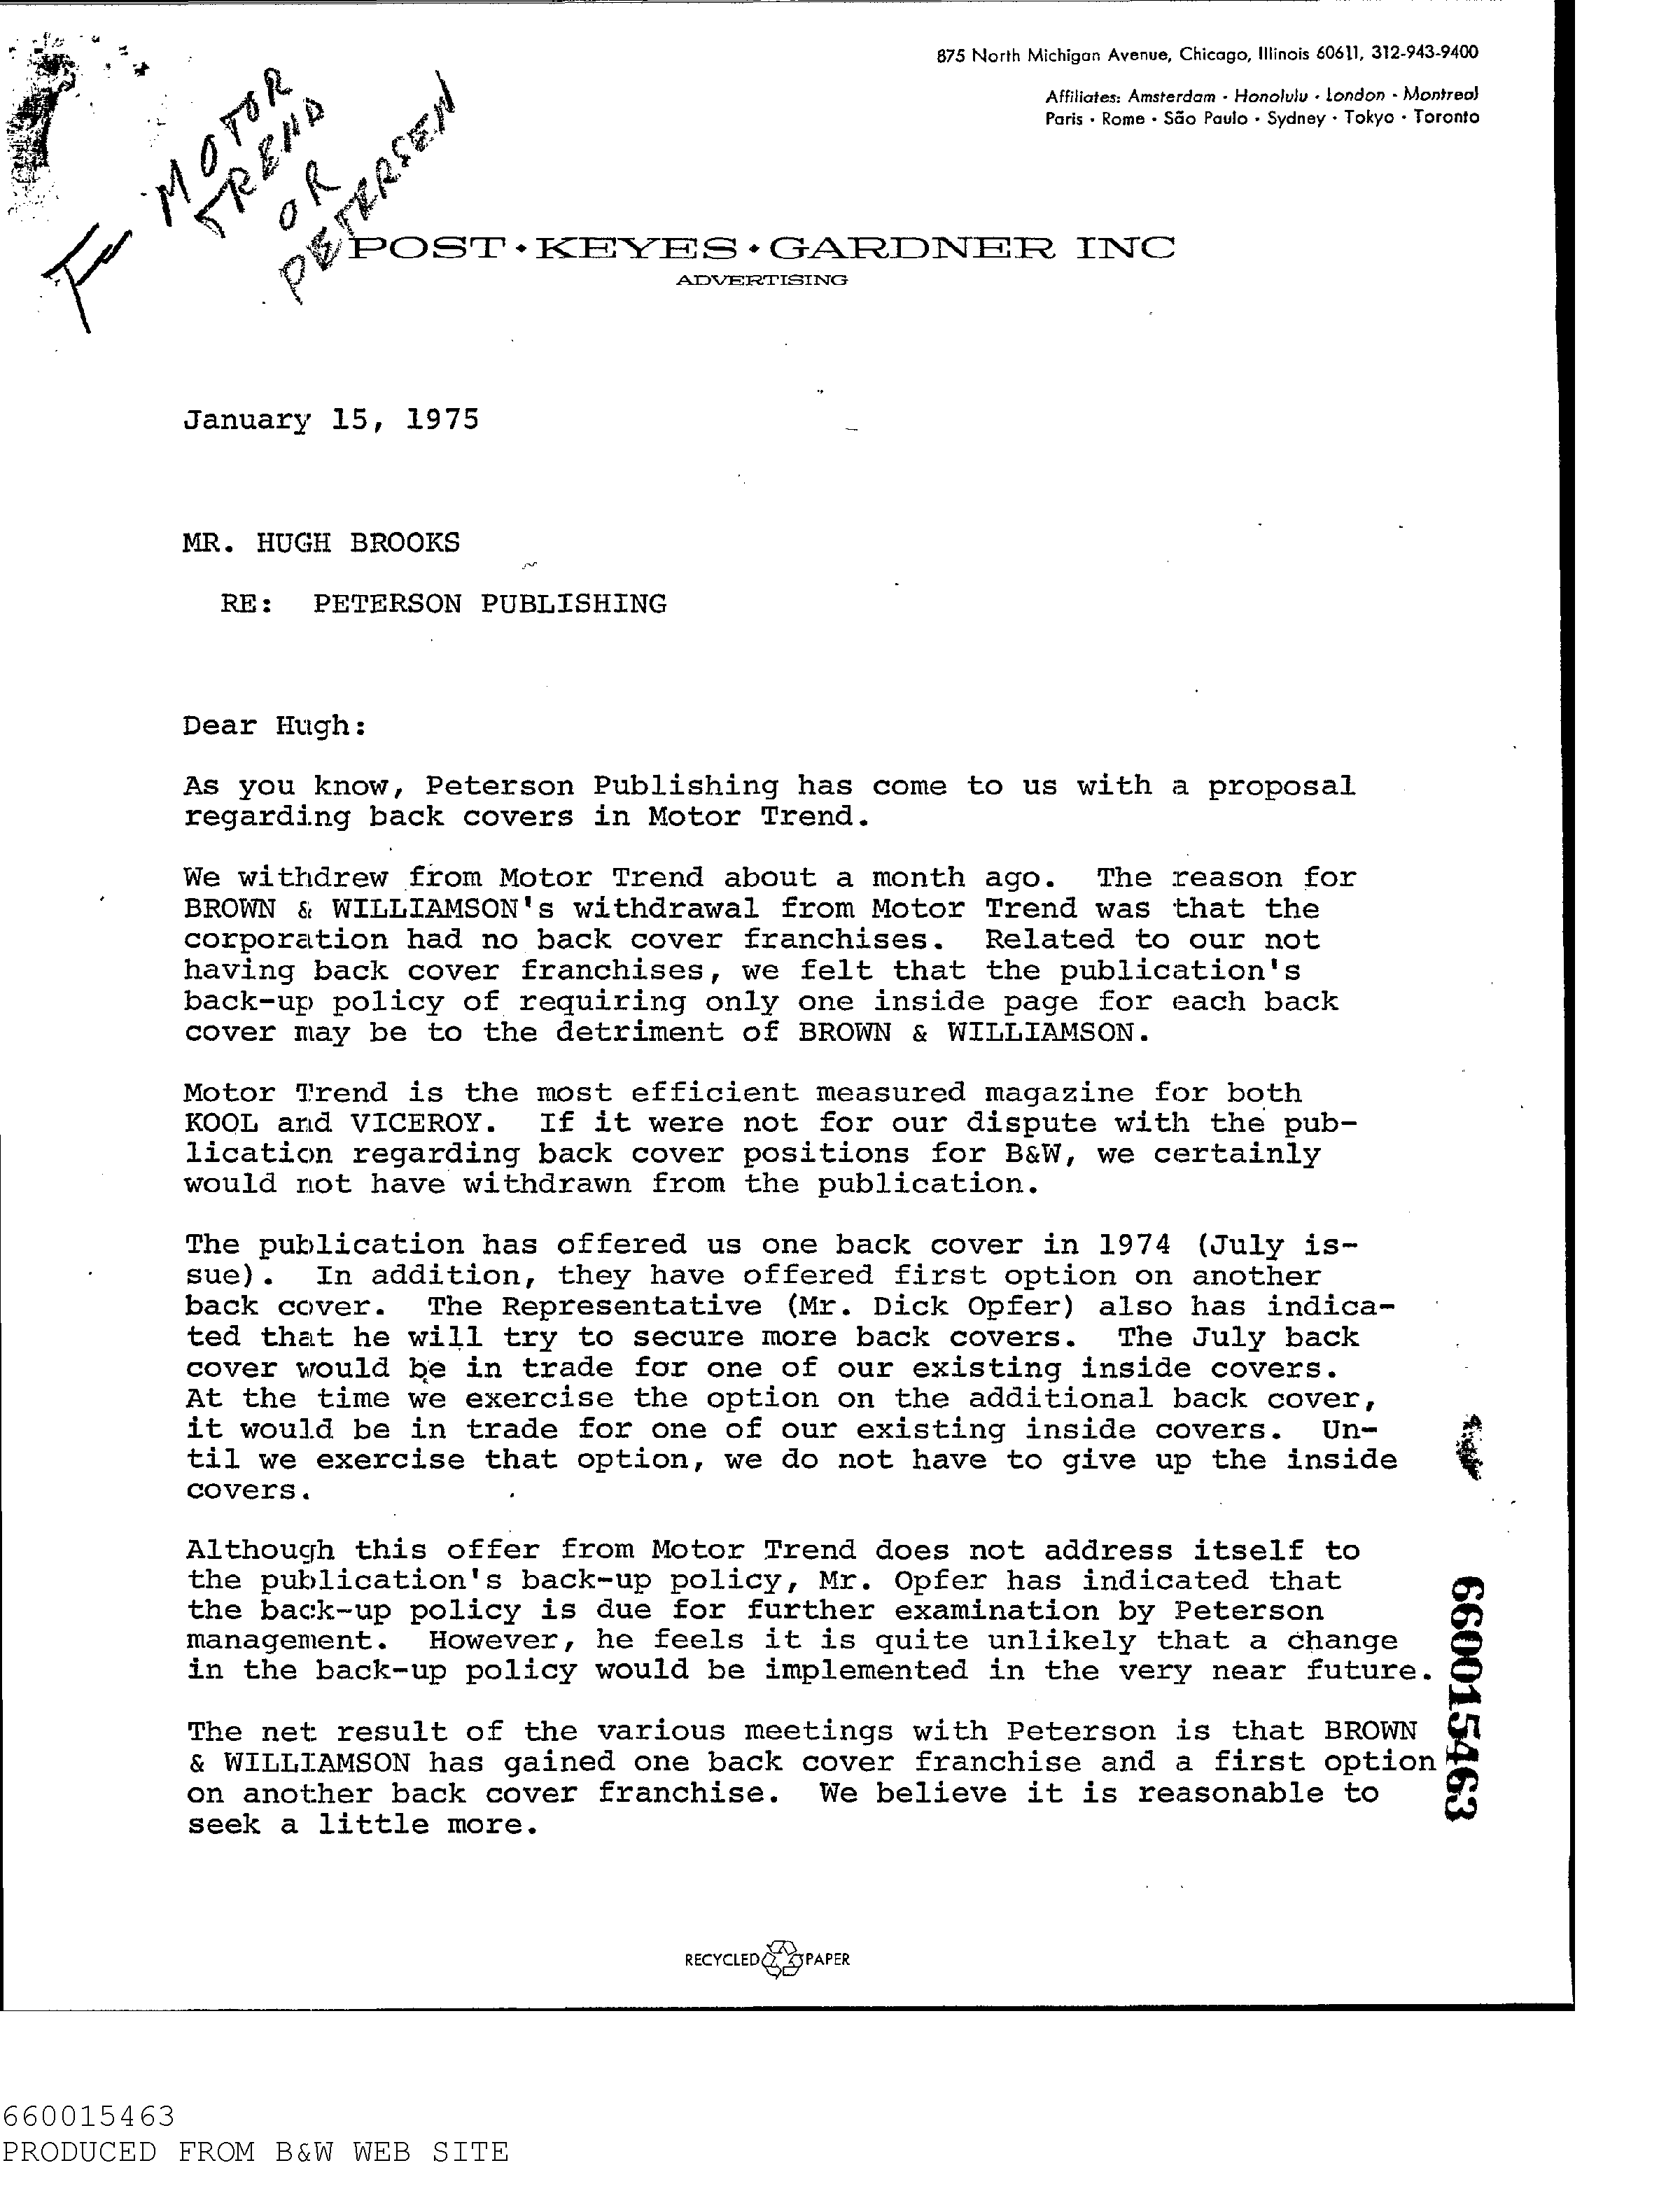 875 North Michigan Avenue, Chicago, Illinois 60611, 312-943-9400
Affiliates: Amsterdam · Honolulu · London · Montreal
Paris · Rome · São Paulo · Sydney · Tokyo · Toronto
MOTOR
TREND
OR
PETERSEN
POST·KEYES·GARDNER INC
ADVERTISING
January 15, 1975
MR. HUGH BROOKS
RE: PETERSON PUBLISHING
Dear Hugh:
As you know, Peterson Publishing has come to us with a proposal
regarding back covers in Motor Trend.
We withdrew from Motor Trend about a month ago. The reason for
BROWN & WILLIAMSON's withdrawal from Motor Trend was that the
corporation had no back cover franchises. Related to our not
having back cover franchises, we felt that the publication's
back-up policy of requiring only one inside page for each back
cover may be to the detriment of BROWN & WILLIAMSON.
Motor Trend is the most efficient measured magazine for both
KOOL and VICEROY. If it were not for our dispute with the pub-
lication regarding back cover positions for B&W, we certainly
would not have withdrawn from the publication.
The publication has offered us one back cover in 1974 (July is-
sue). In addition, they have offered first option on another
back cover. The Representative (Mr. Dick Opfer) also has indica-
ted that he will try to secure more back covers. The July back
cover would be in trade for one of our existing inside covers.
At the time we exercise the option on the additional back cover,
it would be in trade for one of our existing inside covers. Un-
til we exercise that option, we do not have to give up the inside
covers.
Although this offer from Motor Trend does not address itself to
the publication's back-up policy, Mr. Opfer has indicated that
the back-up policy is due for further examination by Peterson
management. However, he feels it is quite unlikely that a change
in the back-up policy would be implemented in the very near future.
The net result of the various meetings with Peterson is that BROWN
& WILLIAMSON has gained one back cover franchise and a first option
on another back cover franchise. We believe it is reasonable to
seek a little more.
660015463
RECYCLED PAPER
660015463
PRODUCED FROM B&W WEB SITE